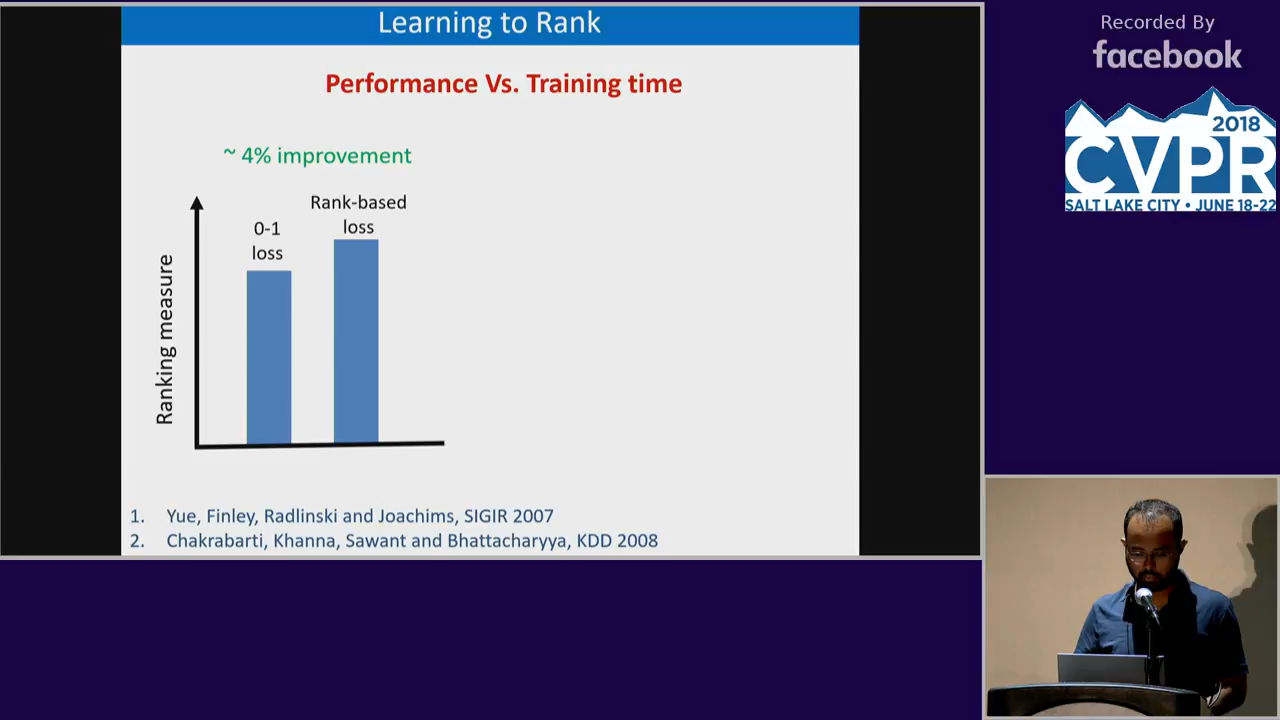 Learning to Rank
Performance Vs. Training time
~ 4% improvement
Rank-based
loss
0-1
loss
Ranking measure
1. Yue, Finley, Radlinski and Joachims, SIGIR 2007
2. Chakrabarti, Khanna, Sawant and Bhattacharyya, KDD 2008
Recorded By
facebook
2018
CVPR
SALT LAKE CITY • JUNE 18-22